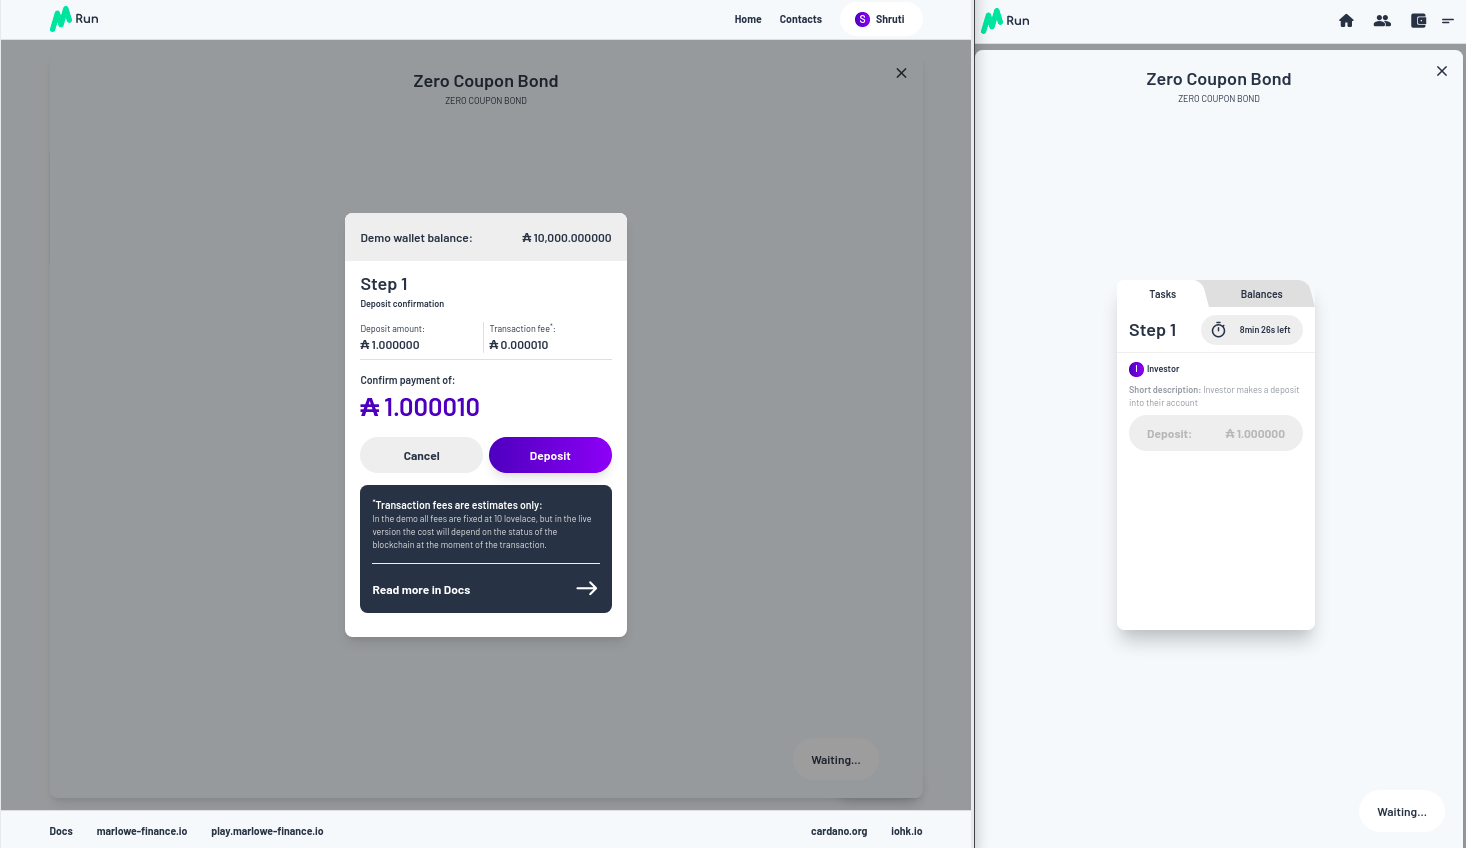 Run
Home Contacts S Shruti
Zero Coupon Bond
ZERO COUPON BOND
Demo wallet balance: ₳ 10,000.000000
Step 1
Deposit confirmation
Deposit amount: Transaction fee*:
₳ 1.000000 ₳ 0.000010
Confirm payment of:
₳ 1.000010
Cancel Deposit
*Transaction fees are estimates only:
In the demo all fees are fixed at 10 lovelace, but in the live
version the cost will depend on the status of the
blockchain at the moment of the transaction.
Read more in Docs
Waiting...
Docs marlowe-finance.io play.marlowe-finance.io cardano.org iohk.io
Run
Zero Coupon Bond
ZERO COUPON BOND
Tasks Balances
Step 1 8min 26s left
I Investor
Short description: Investor makes a deposit
into their account
Deposit: ₳ 1.000000
Waiting...